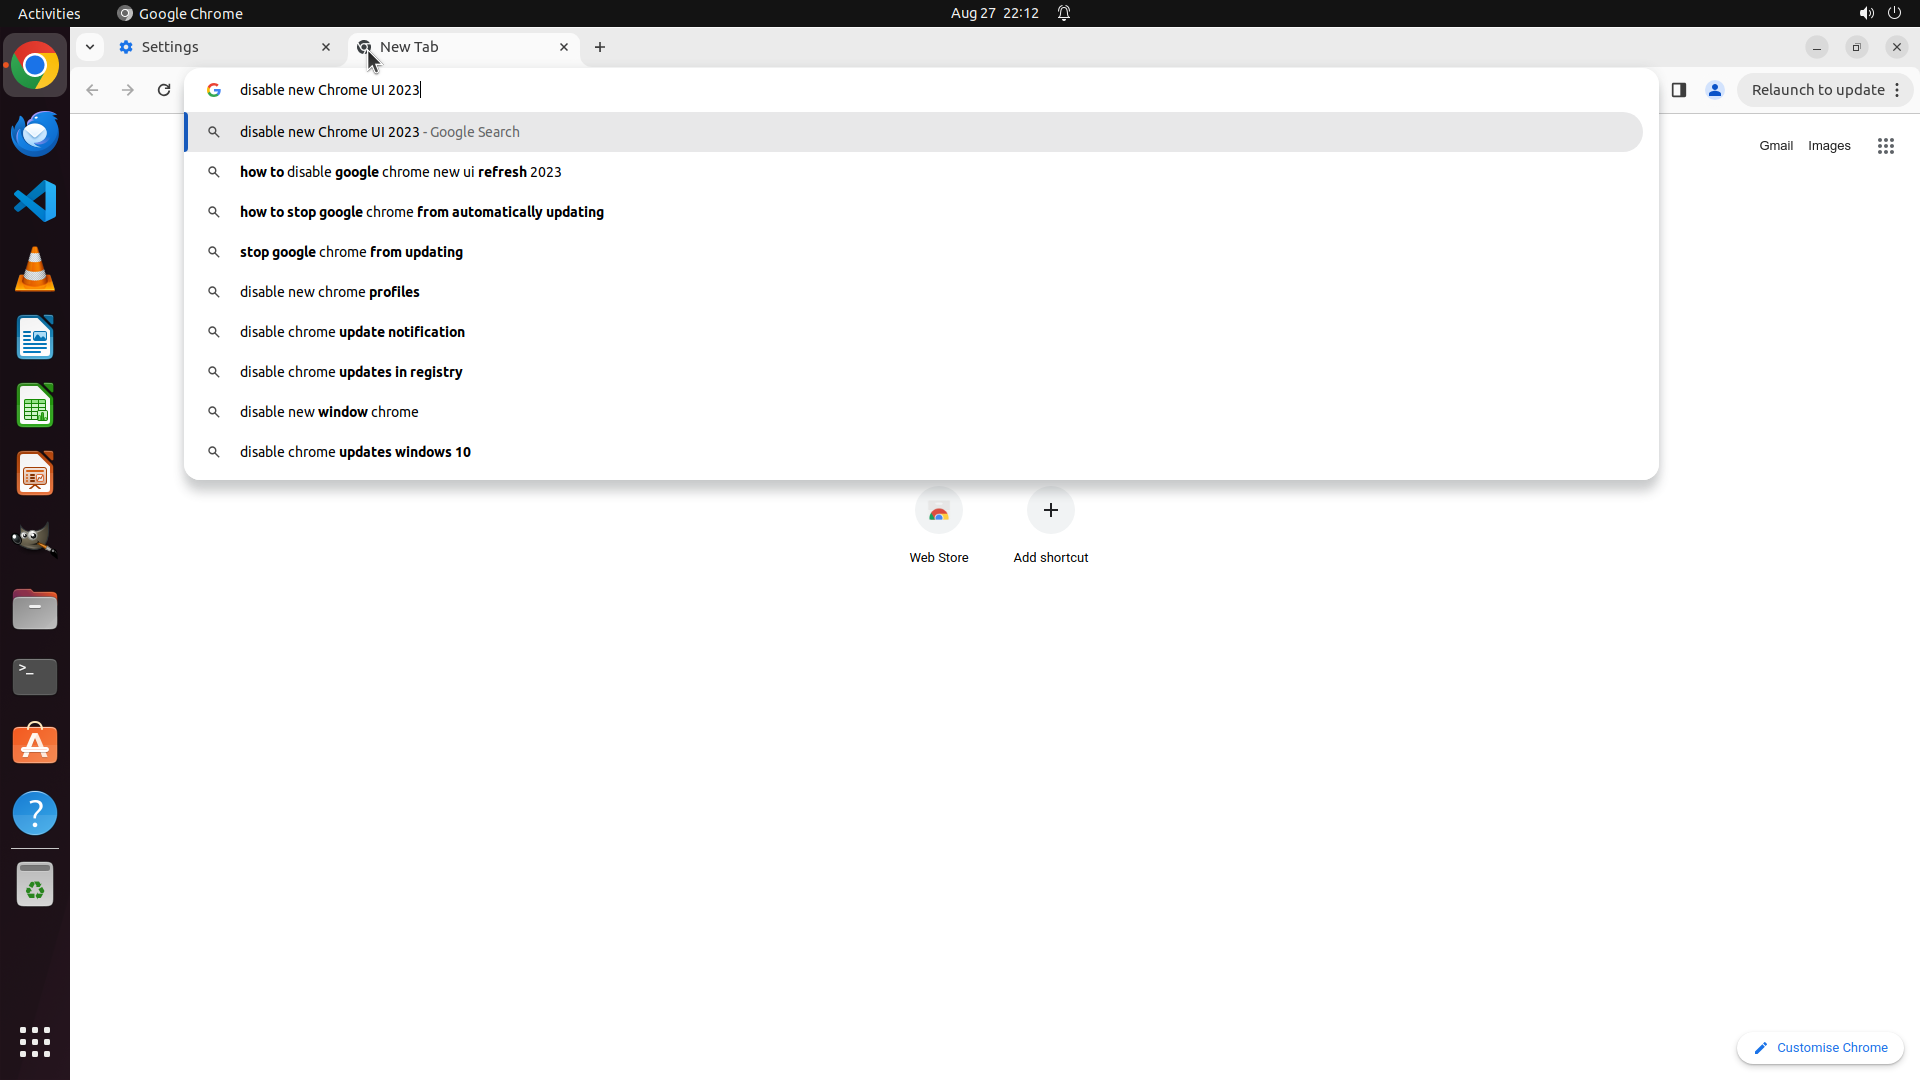 Activities
Google Chrome
Aug 27 22:12
Settings
New Tab
disable new Chrome UI 2023
Relaunch to update
disable new Chrome UI 2023 - Google Search
how to disable google chrome new ui refresh 2023
how to stop google chrome from automatically updating
stop google chrome from updating
disable new chrome profiles
disable chrome update notification
disable chrome updates in registry
disable new window chrome
disable chrome updates windows 10
Gmail
Images
Web Store
Add shortcut
Customise Chrome